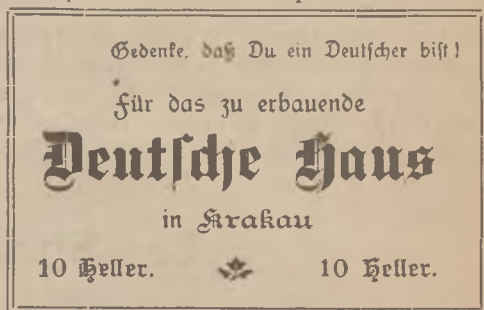 Gedenke, daß Du ein Deutscher bist!
Für das zu erbauende
Deutsche Haus
in Krakau
10 Heller. 10 Heller.